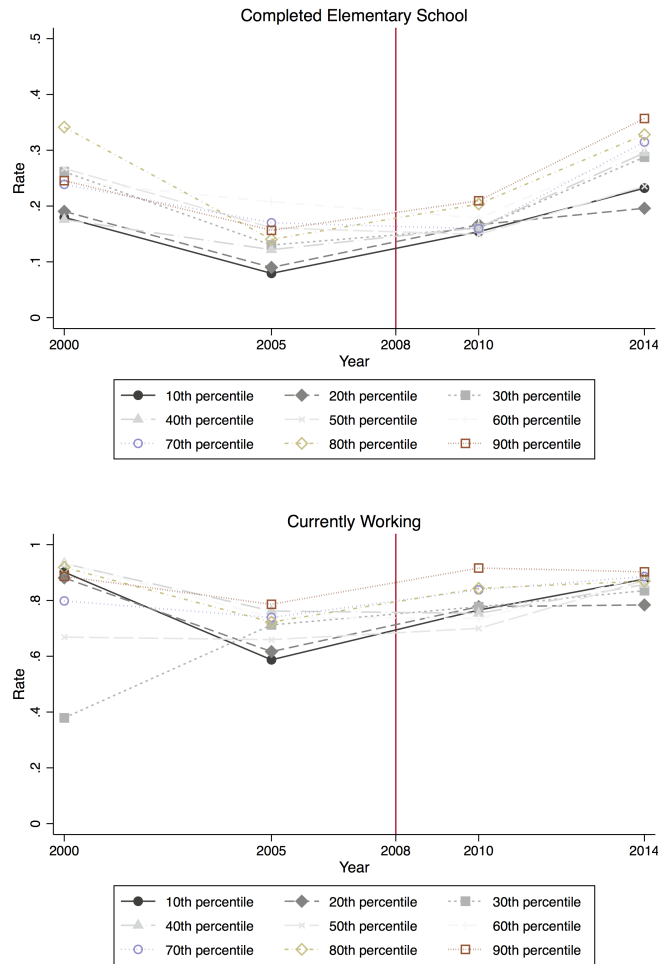 Completed Elementary School
.5
.4
.3
.2
.1
0
Rate
2000 2005 2008 2010 2014
Year
10th percentile 20th percentile 30th percentile
40th percentile 50th percentile 60th percentile
70th percentile 80th percentile 90th percentile
Currently Working
1
.8
.6
.4
.2
0
Rate
2000 2005 2008 2010 2014
Year
10th percentile 20th percentile 30th percentile
40th percentile 50th percentile 60th percentile
70th percentile 80th percentile 90th percentile